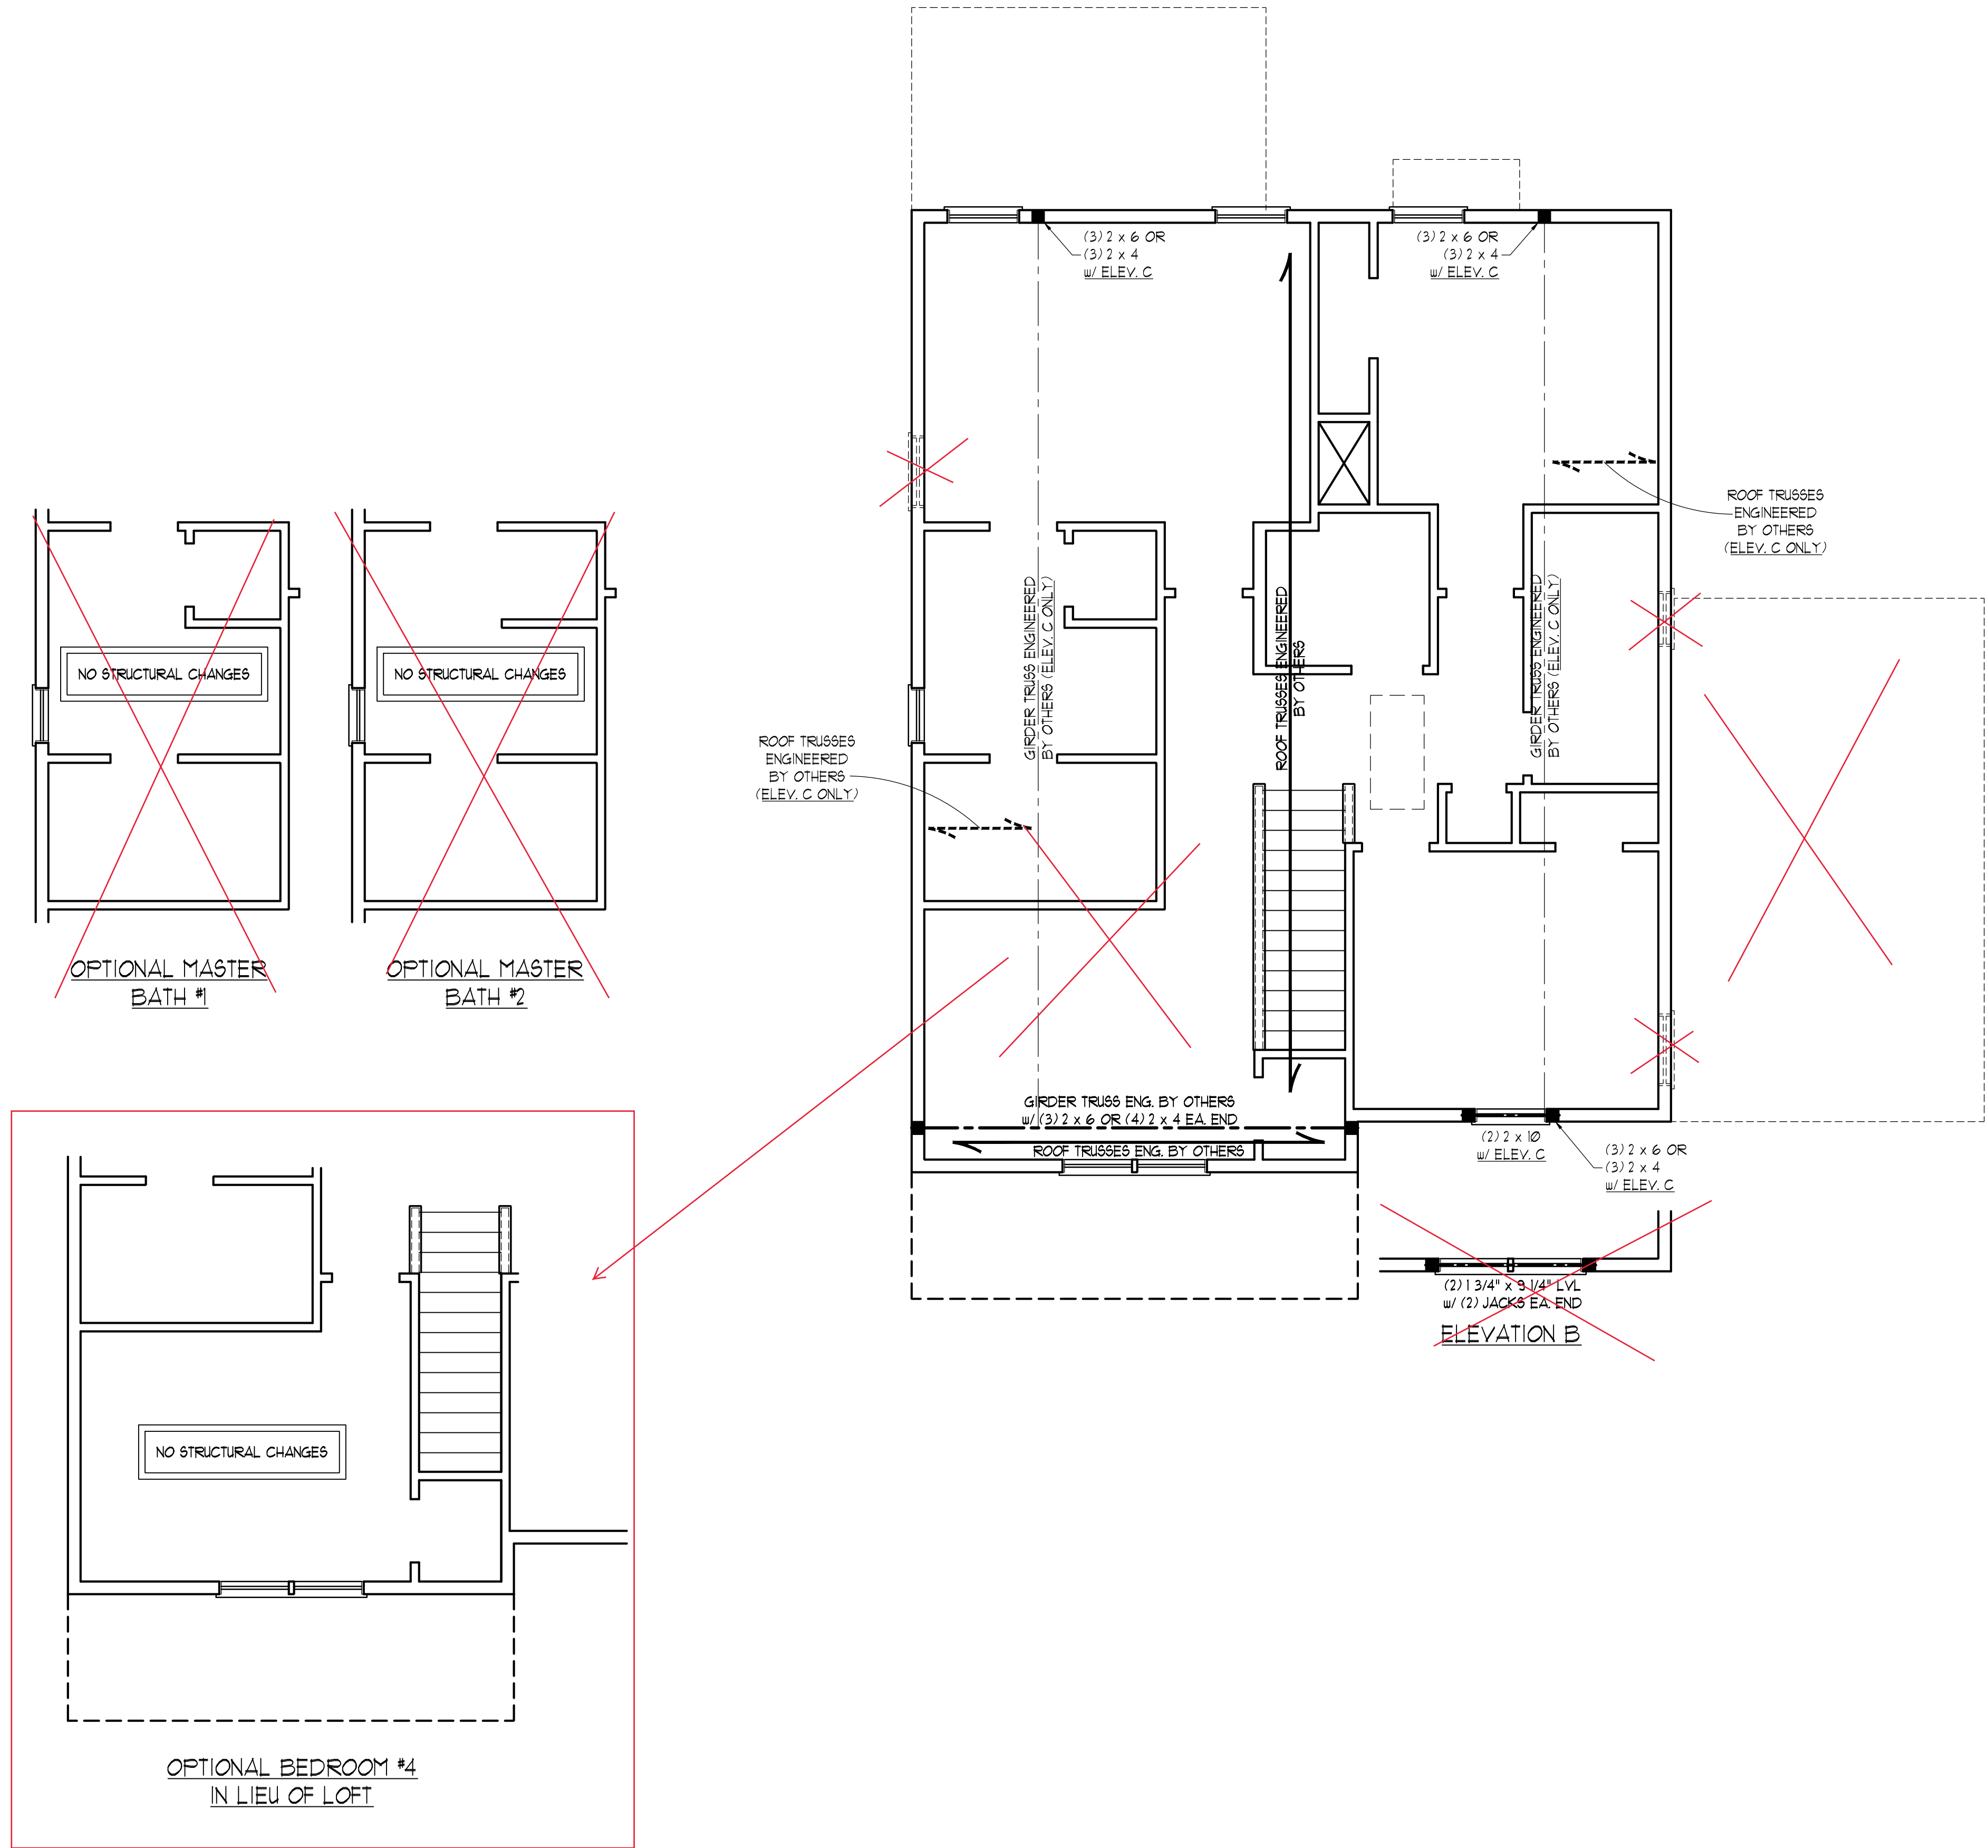 (3) 2 x 6 OR
(3) 2 x 4
w/ ELEV. C
(3) 2 x 6 OR
(3) 2 x 4
w/ ELEV. C
ROOF TRUSSES
ENGINEERED
BY OTHERS
(ELEV. C ONLY)
GIRDER TRUSS ENGINEERED
BY OTHERS (ELEV. C ONLY)
ROOF TRUSSES ENGINEERED
BY OTHERS
GIRDER TRUSS ENGINEERED
BY OTHERS (ELEV. C ONLY)
NO STRUCTURAL CHANGES
NO STRUCTURAL CHANGES
ROOF TRUSSES
ENGINEERED
BY OTHERS
(ELEV. C ONLY)
OPTIONAL MASTER
BATH #1
OPTIONAL MASTER
BATH #2
GIRDER TRUSS ENG. BY OTHERS
w/ (3) 2 x 6 OR (4) 2 x 4 EA. END
ROOF TRUSSES ENG. BY OTHERS
(2) 2 x 10
w/ ELEV. C
(3) 2 x 6 OR
(3) 2 x 4
w/ ELEV. C
(2) 1 3/4" x 9 1/4" LVL
w/ (2) JACKS EA. END
ELEVATION B
NO STRUCTURAL CHANGES
OPTIONAL BEDROOM #4
IN LIEU OF LOFT